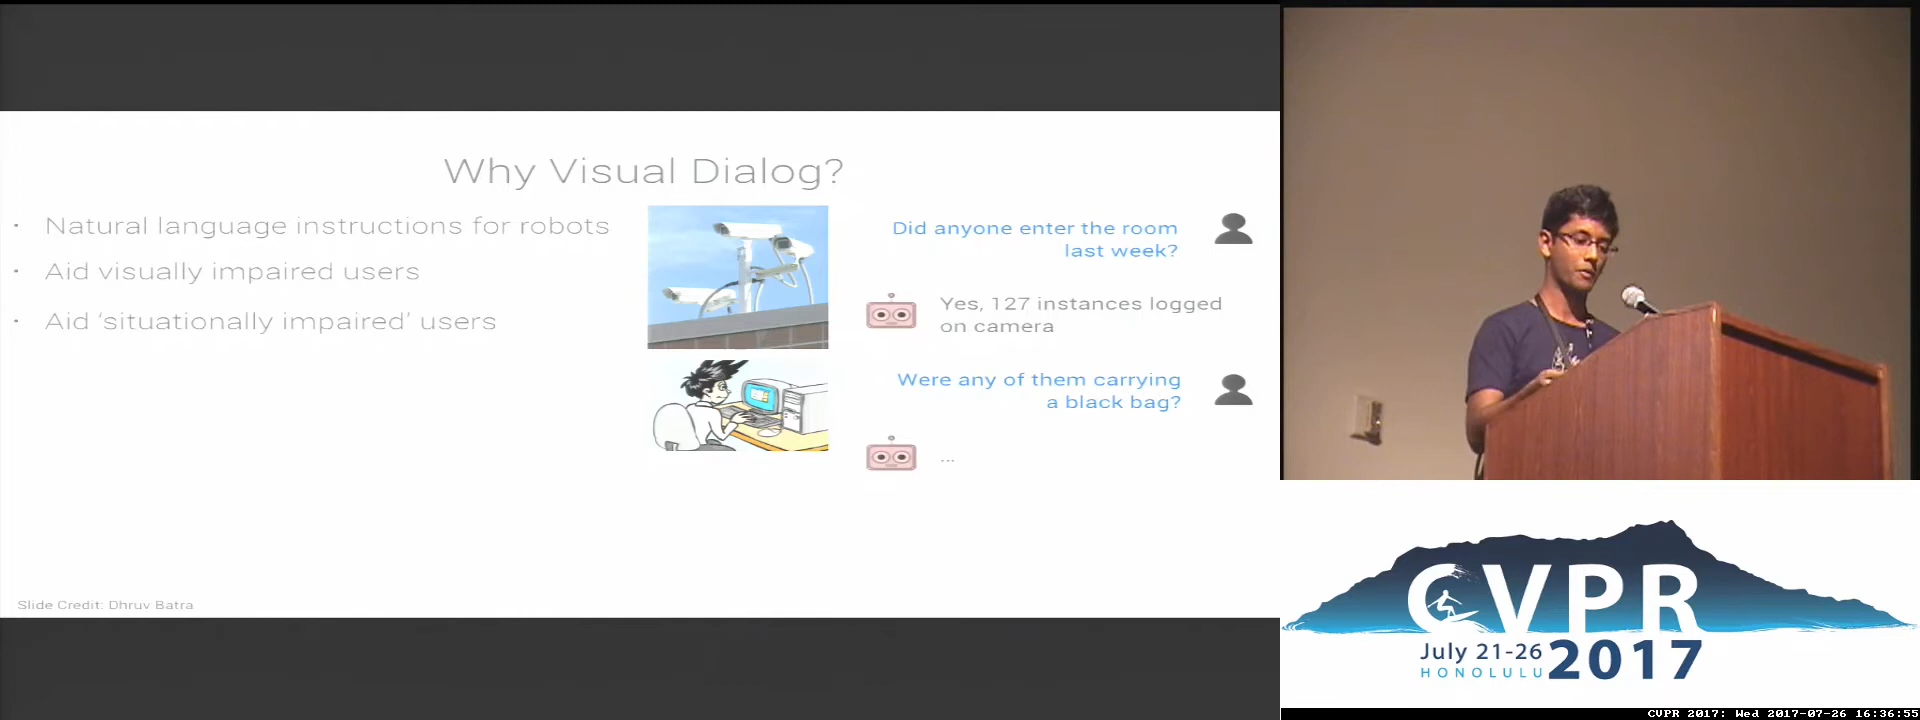 Why Visual Dialog?
· Natural language instructions for robots
· Aid visually impaired users
· Aid ‘situationally impaired’ users
Did anyone enter the room
last week?
Yes, 127 instances logged
on camera
Were any of them carrying
a black bag?
...
Slide Credit: Dhruv Batra
CVPR
July 21-26
HONOLULU
2017
CVPR 2017: Wed 2017-07-26 16:36:55